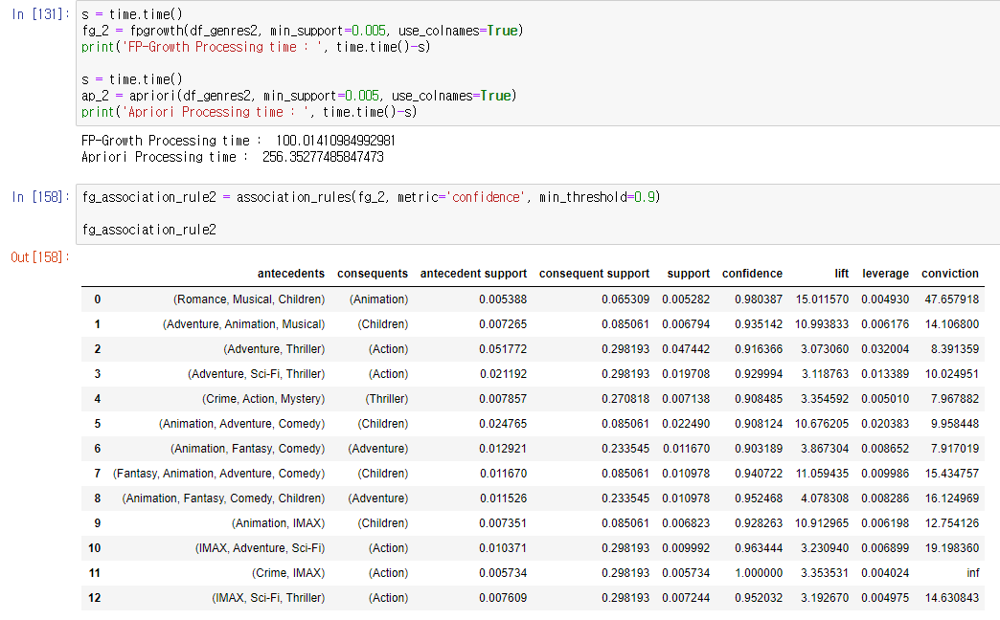 In [131]: s = time.time()
fg_2 = fpgrowth(df_genres2, min_support=0.005, use_colnames=True)
print('FP-Growth Processing time : ', time.time()-s)
s = time.time()
ap_2 = apriori(df_genres2, min_support=0.005, use_colnames=True)
print('Apriori Processing time : ', time.time()-s)
FP-Growth Processing time :  100.01410984992981
Apriori Processing time :  256.35277485847473
In [158]: fg_association_rule2 = association_rules(fg_2, metric='confidence', min_threshold=0.9)
fg_association_rule2
Out[158]:
antecedents consequents antecedent support consequent support support confidence lift leverage conviction
0 (Romance, Musical, Children) (Animation) 0.005388 0.065309 0.005282 0.980387 15.011570 0.004930 47.657918
1 (Adventure, Animation, Musical) (Children) 0.007265 0.085061 0.006794 0.935142 10.993833 0.006176 14.106800
2 (Adventure, Thriller) (Action) 0.051772 0.298193 0.047442 0.916366 3.073060 0.032004 8.391359
3 (Adventure, Sci-Fi, Thriller) (Action) 0.021192 0.298193 0.019708 0.929994 3.118763 0.013389 10.024951
4 (Crime, Action, Mystery) (Thriller) 0.007857 0.270818 0.007138 0.908485 3.354592 0.005010 7.967882
5 (Animation, Adventure, Comedy) (Children) 0.024765 0.085061 0.022490 0.908124 10.676205 0.020383 9.958448
6 (Animation, Fantasy, Comedy) (Adventure) 0.012921 0.233545 0.011670 0.903189 3.867304 0.008652 7.917019
7 (Fantasy, Animation, Adventure, Comedy) (Children) 0.011670 0.085061 0.010978 0.940722 11.059435 0.009986 15.434757
8 (Animation, Fantasy, Comedy, Children) (Adventure) 0.011526 0.233545 0.010978 0.952468 4.078308 0.008286 16.124969
9 (Animation, IMAX) (Children) 0.007351 0.085061 0.006823 0.928263 10.912965 0.006198 12.754126
10 (IMAX, Adventure, Sci-Fi) (Action) 0.010371 0.298193 0.009992 0.963444 3.230940 0.006899 19.198360
11 (Crime, IMAX) (Action) 0.005734 0.298193 0.005734 1.000000 3.353531 0.004024 inf
12 (IMAX, Sci-Fi, Thriller) (Action) 0.007609 0.298193 0.007244 0.952032 3.192670 0.004975 14.630843